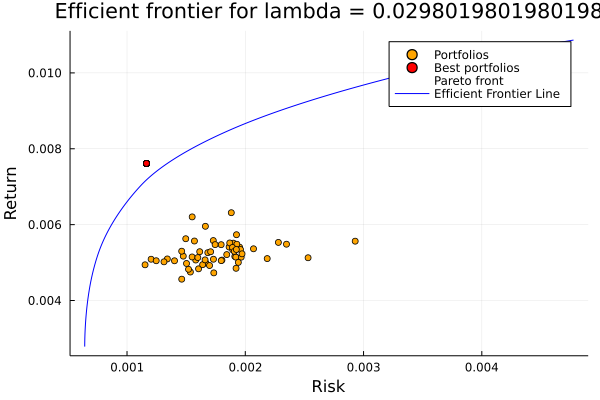 Efficient frontier for lambda = 0.0298019801980198
Portfolios
Best portfolios
Pareto front
Efficient Frontier Line
Return
0.010
0.008
0.006
0.004
0.001
0.002
0.003
0.004
Risk